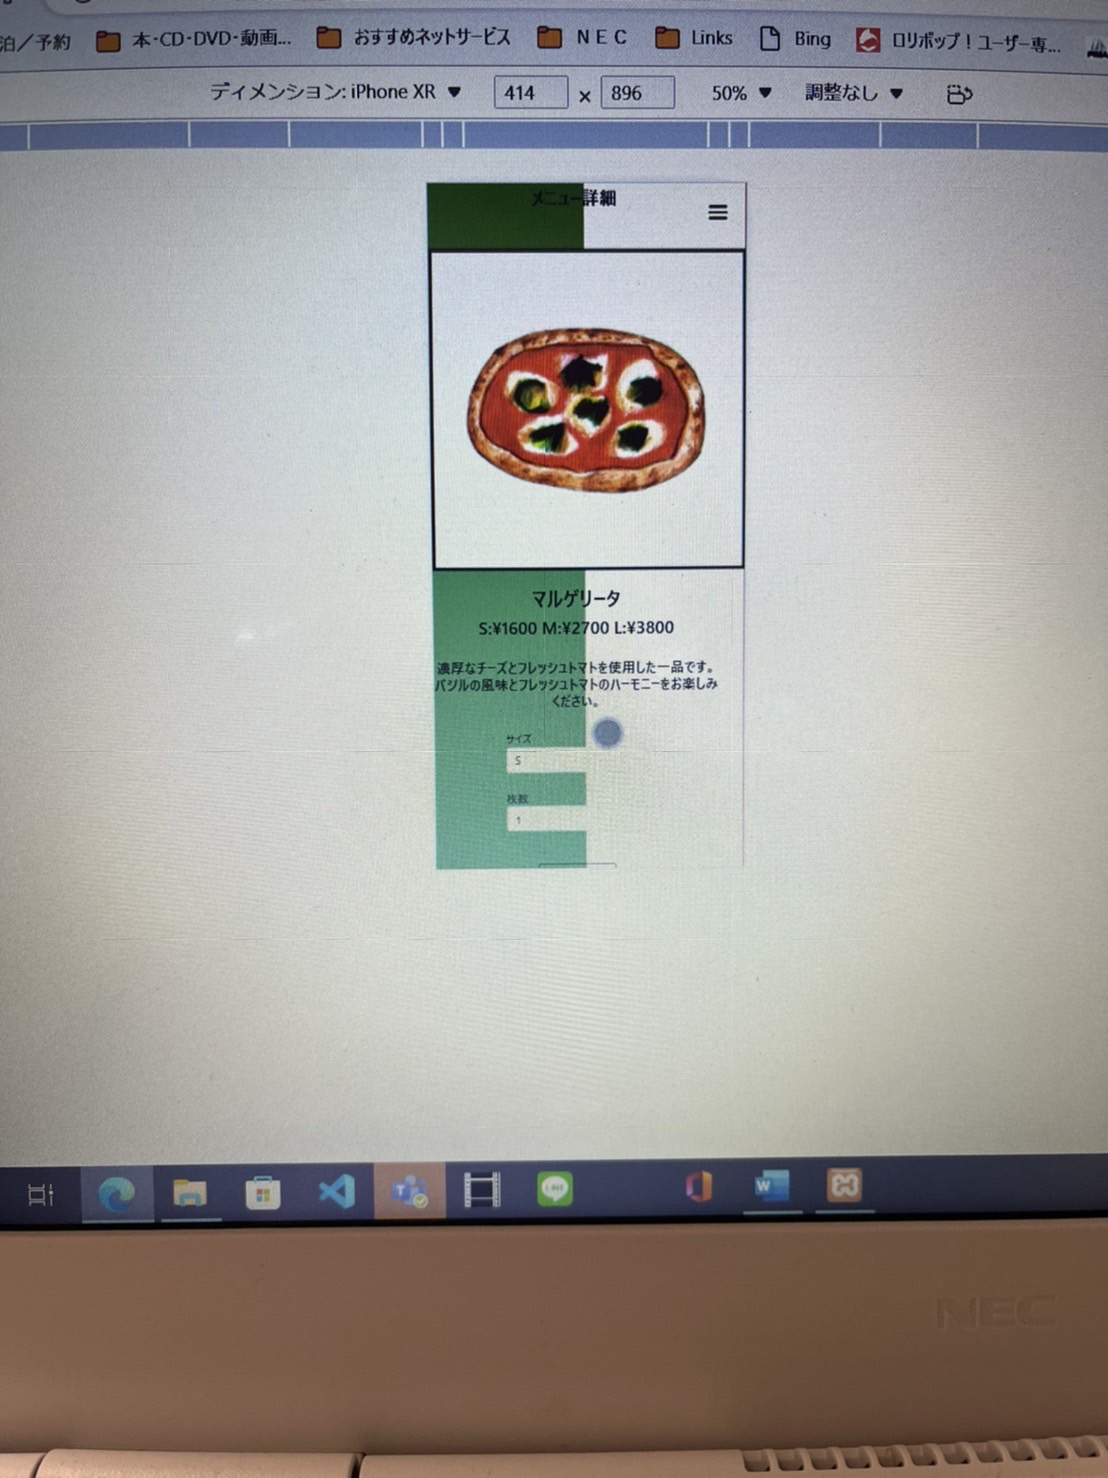 泊／予約
本・CD・DVD・動画...
おすすめネットサービス
ＮＥＣ
Links
Bing
ロリポップ！ユーザー専...
ディメンション: iPhone XR ▼
414 × 896
50% ▼
調整なし ▼
メニュー詳細
マルゲリータ
S:¥1600 M:¥2700 L:¥3800
濃厚なチーズとフレッシュトマトを使用した一品です。
バジルの風味とフレッシュトマトのハーモニーをお楽しみ
ください。
サイズ
S
枚数
1
T
LINE
W
NEC